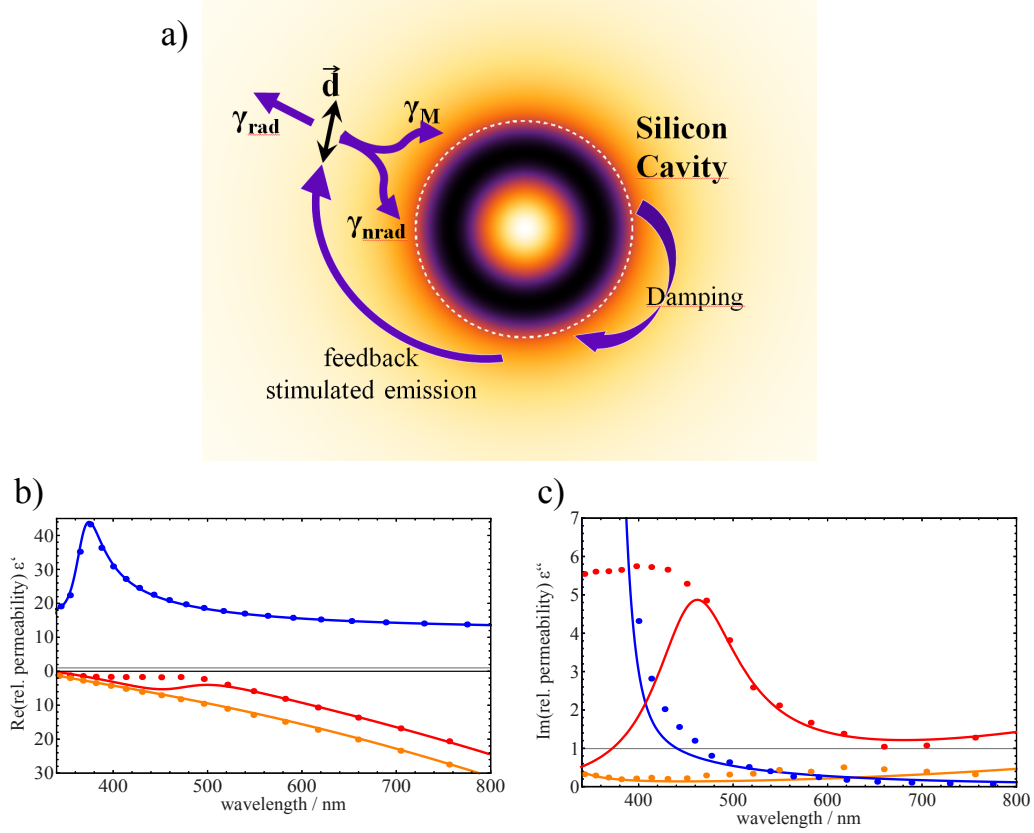 a)
d⃗
γrad
γM
γnrad
Silicon
Cavity
Damping
feedback
stimulated emission
b)
Re(rel. permeability) ε‘
40
30
20
10
0
10
20
30
400
500
600
700
800
wavelength / nm
c)
Im(rel. permeability) ε‘‘
7
6
5
4
3
2
1
0
400
500
600
700
800
wavelength / nm